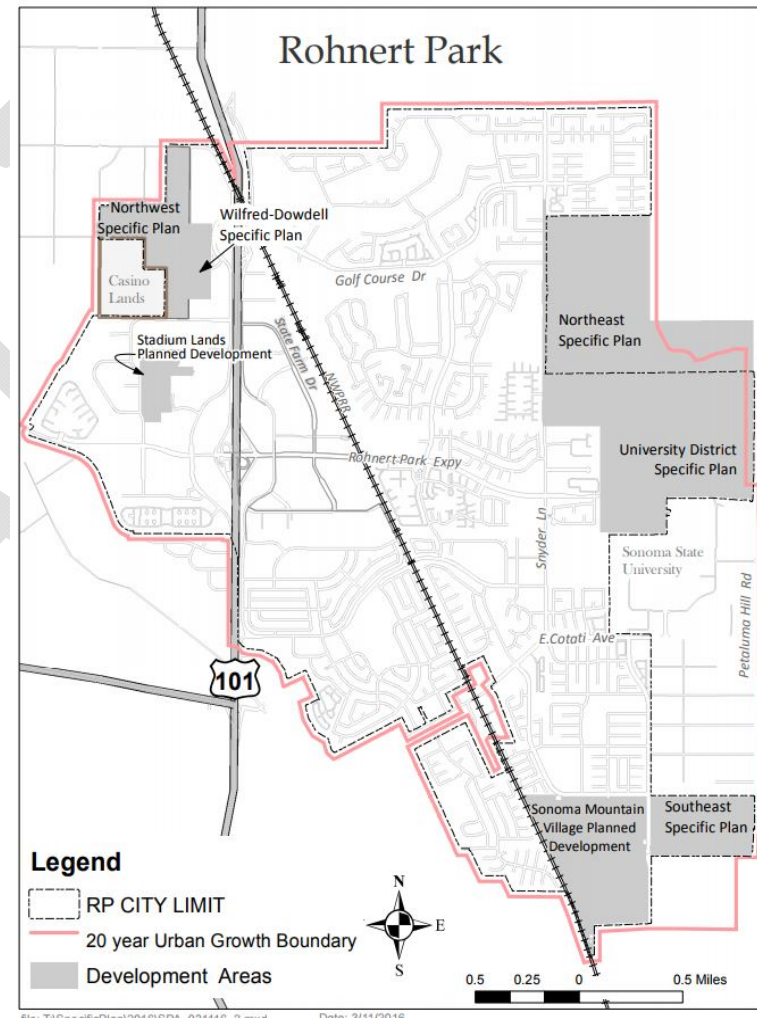 Rohnert Park
Northwest
Specific Plan
Wilfred-Dowdell
Specific Plan
Casino
Lands
Golf Course Dr
Stadium Lands
Planned Development
State Farm Dr
NWPRR
Northeast
Specific Plan
Rohnert Park Expy
University District
Specific Plan
Snyder Ln
Sonoma State
University
Petaluma Hill Rd
E.Cotati Ave
101
Sonoma Mountain
Village Planned
Development
Southeast
Specific Plan
Legend
RP CITY LIMIT
20 year Urban Growth Boundary
Development Areas
N
E
S
0.5 0.25 0 0.5 Miles
Date: 3/11/2016